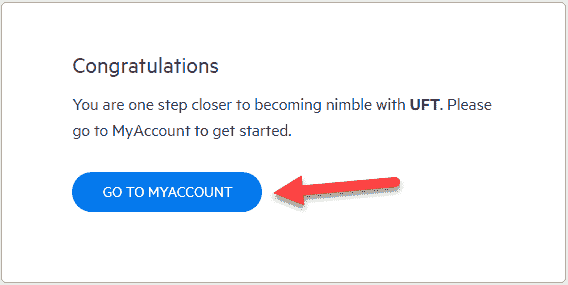 Congratulations
You are one step closer to becoming nimble with UFT. Please
go to MyAccount to get started.
GO TO MYACCOUNT